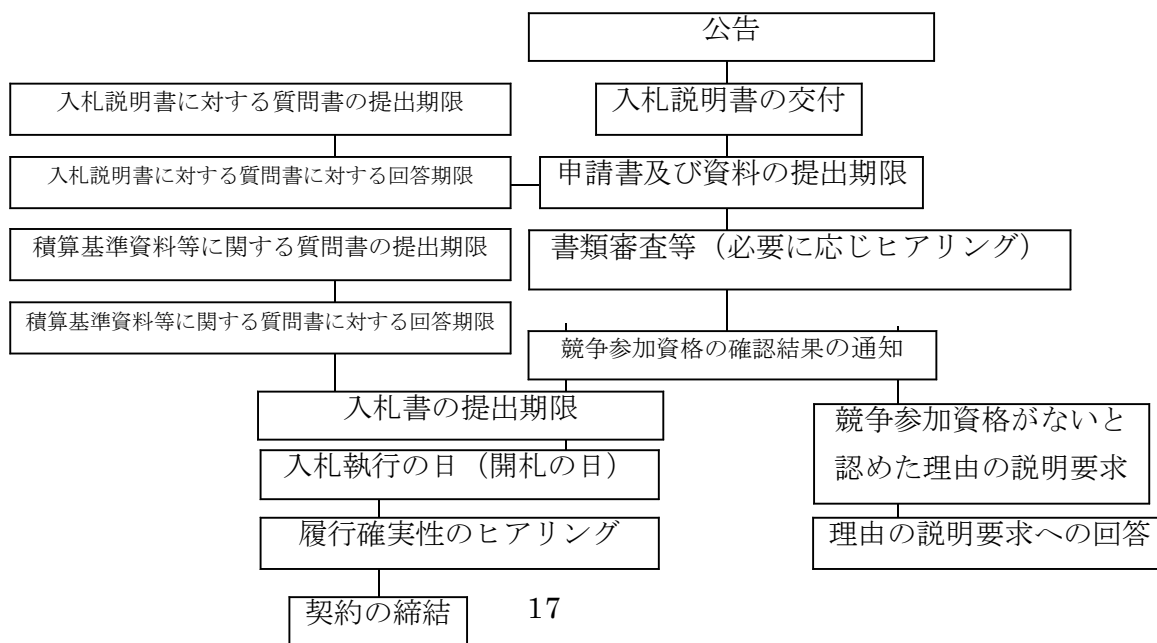 公告
入札説明書に対する質問書の提出期限
入札説明書の交付
入札説明書に対する質問書に対する回答期限
申請書及び資料の提出期限
積算基準資料等に関する質問書の提出期限
書類審査等（必要に応じヒアリング）
積算基準資料等に関する質問書に対する回答期限
競争参加資格の確認結果の通知
入札書の提出期限
競争参加資格がないと
認めた理由の説明要求
入札執行の日（開札の日）
履行確実性のヒアリング
理由の説明要求への回答
契約の締結
17